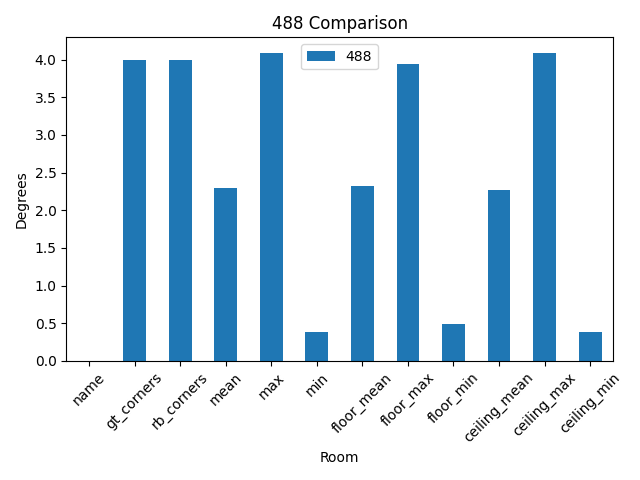 488 Comparison
488
Degrees
4.0
3.5
3.0
2.5
2.0
1.5
1.0
0.5
0.0
name
gt_corners
rb_corners
mean
max
min
floor_mean
floor_max
floor_min
ceiling_mean
ceiling_max
ceiling_min
Room